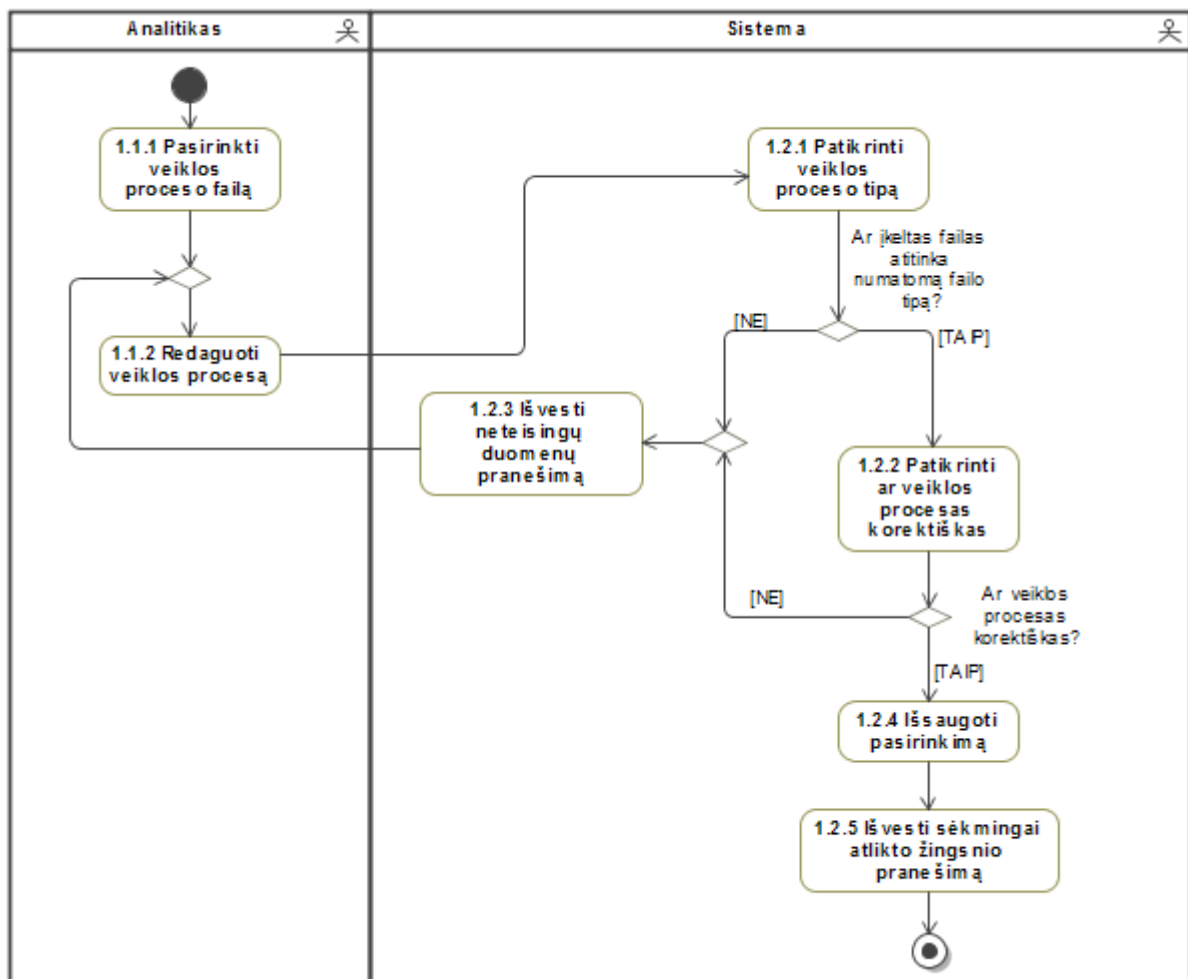 Analitikas
Sistema
1.1.1 Pasirinkti
veiklos
proceso failą
1.2.1 Patikrinti
veiklos
proceso tipą
Ar įkeltas failas
atitinka
numatomą failo
tipą?
[NE]
[TAIP]
1.1.2 Redaguoti
veiklos procesą
1.2.3 Išvesti
neteisingų
duomenų
pranešimą
1.2.2 Patikrinti
ar veiklos
procesas
korektiškas
[NE]
Ar veiklos
procesas
korektiškas?
[TAIP]
1.2.4 Išsaugoti
pasirinkimą
1.2.5 Išvesti sėkmingai
atlikto žingsnio
pranešimą